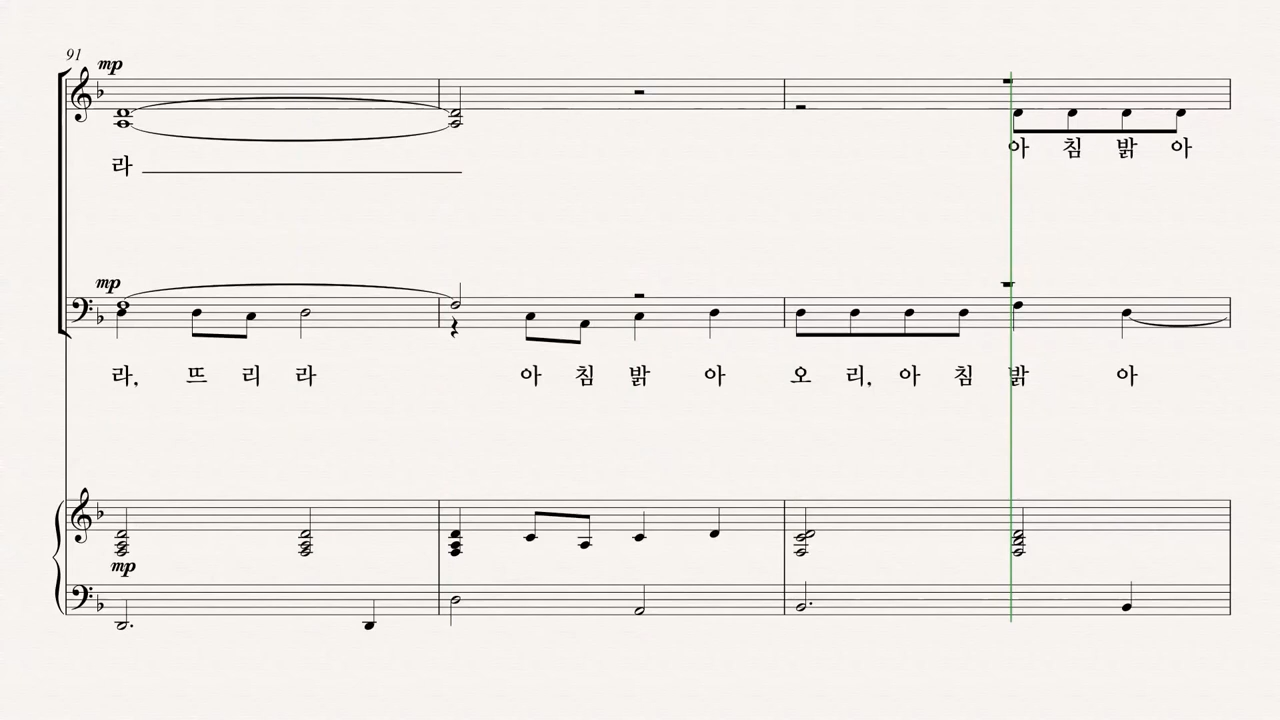 91
mp
아 침 밝 아
라
mp
라, 뜨 리 라 아 침 밝 아 오 리, 아 침 밝 아
mp